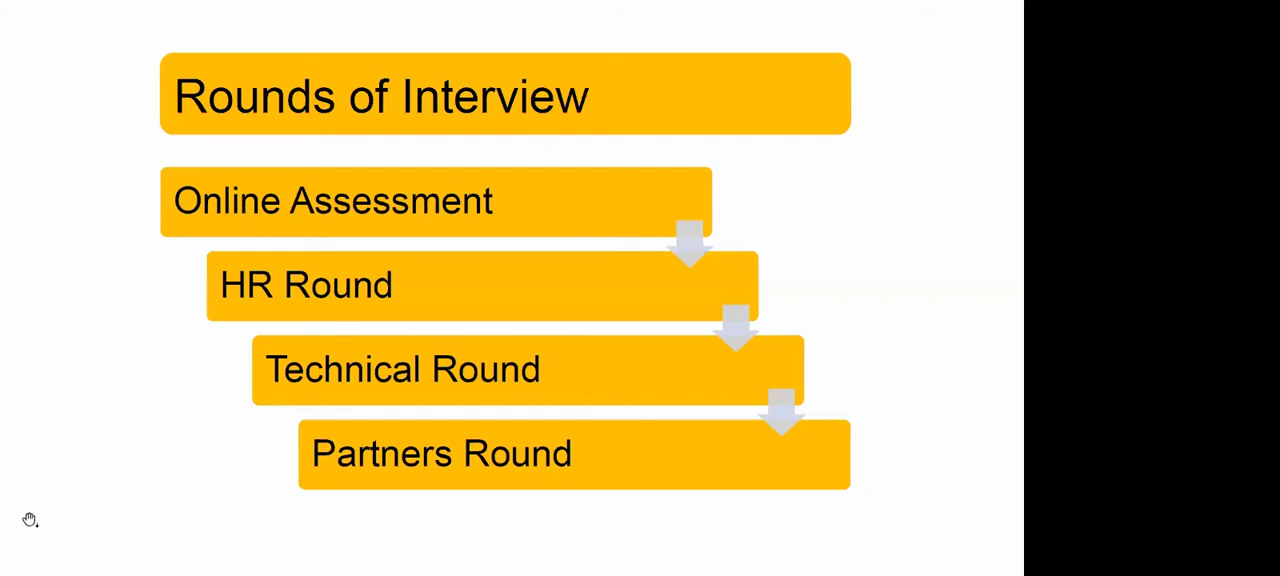 Rounds of Interview
Online Assessment
HR Round
Technical Round
Partners Round